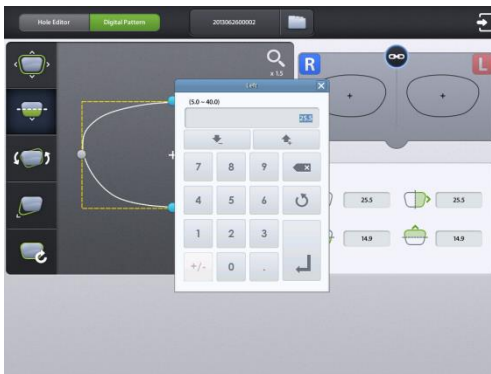 Hole Editor
Digital Pattern
2013062600002
x 1.5
R
L
Left
(5.0 ~ 40.0)
25.5
7 8 9
4 5 6
1 2 3
+/- 0 .
25.5 25.5
14.9 14.9